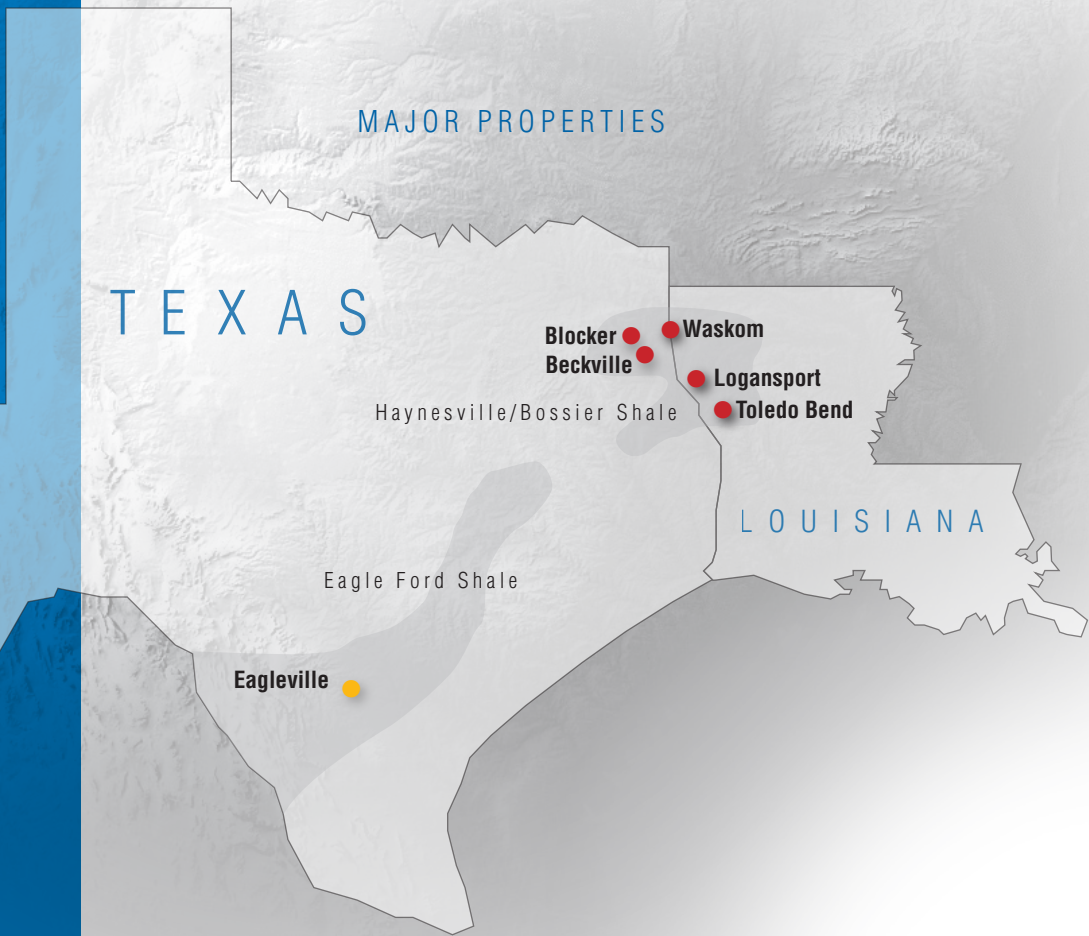 MAJOR PROPERTIES
TEXAS
Blocker
Waskom
Beckville
Logansport
Haynesville/Bossier Shale
Toledo Bend
LOUISIANA
Eagle Ford Shale
Eagleville